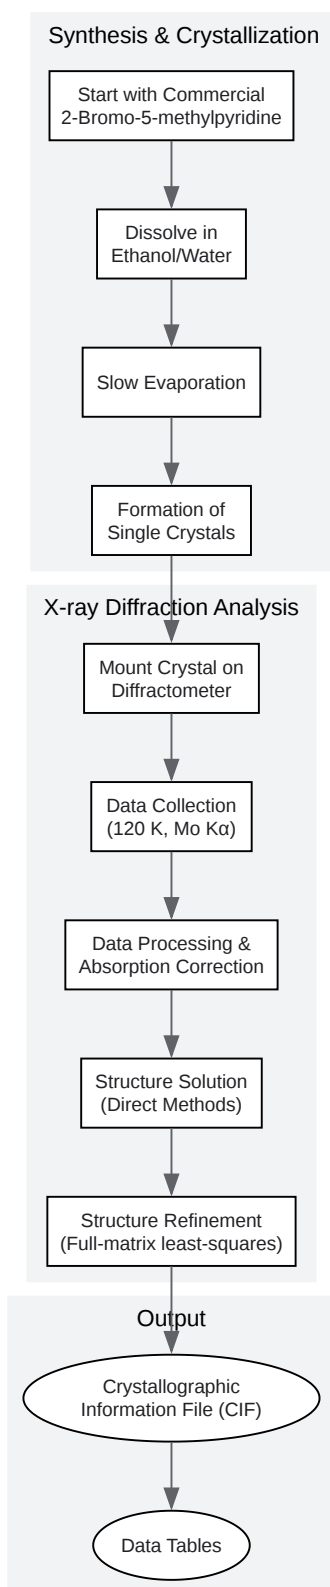 Synthesis & Crystallization
Start with Commercial
2-Bromo-5-methylpyridine
Dissolve in
Ethanol/Water
Slow Evaporation
Formation of
Single Crystals
X-ray Diffraction Analysis
Mount Crystal on
Diffractometer
Data Collection
(120 K, Mo Kα)
Data Processing &
Absorption Correction
Structure Solution
(Direct Methods)
Structure Refinement
(Full-matrix least-squares)
Output
Crystallographic
Information File (CIF)
Data Tables